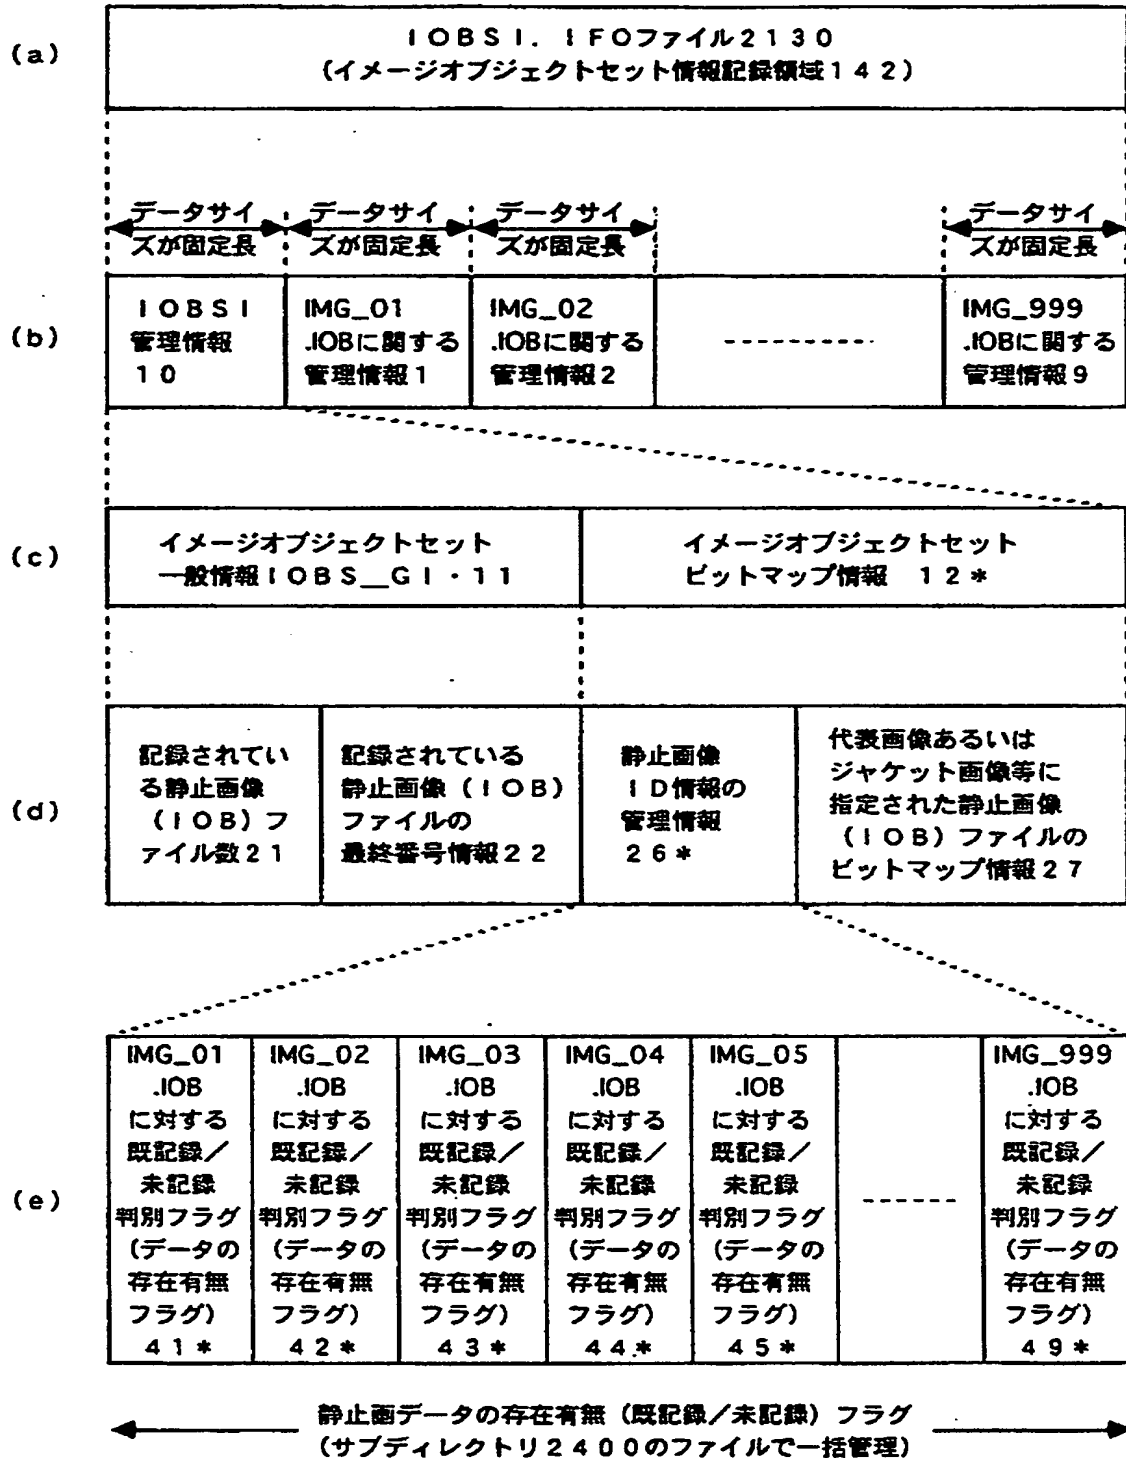 (a)
IOBSI. IFOファイル2130
(イメージオブジェクトセット情報記録領域142)
データサイズが固定長
データサイズが固定長
データサイズが固定長
データサイズが固定長
(b)
IOBSI
管理情報
10
IMG_01
.IOBに関する
管理情報1
IMG_02
.IOBに関する
管理情報2
IMG_999
.IOBに関する
管理情報9
(c)
イメージオブジェクトセット
一般情報IOBS__GI・11
イメージオブジェクトセット
ビットマップ情報 12*
(d)
記録されてい
る静止画像
(IOB)フ
ァイル数21
記録されている
静止画像(IOB)
ファイルの
最終番号情報22
静止画像
ID情報の
管理情報
26*
代表画像あるいは
ジャケット画像等に
指定された静止画像
(IOB)ファイルの
ビットマップ情報27
(e)
IMG_01
.IOB
に対する
既記録/
未記録
判別フラグ
(データの
存在有無
フラグ)
41*
IMG_02
.IOB
に対する
既記録/
未記録
判別フラグ
(データの
存在有無
フラグ)
42*
IMG_03
.IOB
に対する
既記録/
未記録
判別フラグ
(データの
存在有無
フラグ)
43*
IMG_04
.IOB
に対する
既記録/
未記録
判別フラグ
(データの
存在有無
フラグ)
44*
IMG_05
.IOB
に対する
既記録/
未記録
判別フラグ
(データの
存在有無
フラグ)
45*
IMG_999
.IOB
に対する
既記録/
未記録
判別フラグ
(データの
存在有無
フラグ)
49*
静止画データの存在有無(既記録/未記録)フラグ
(サブディレクトリ2400のファイルで一括管理)